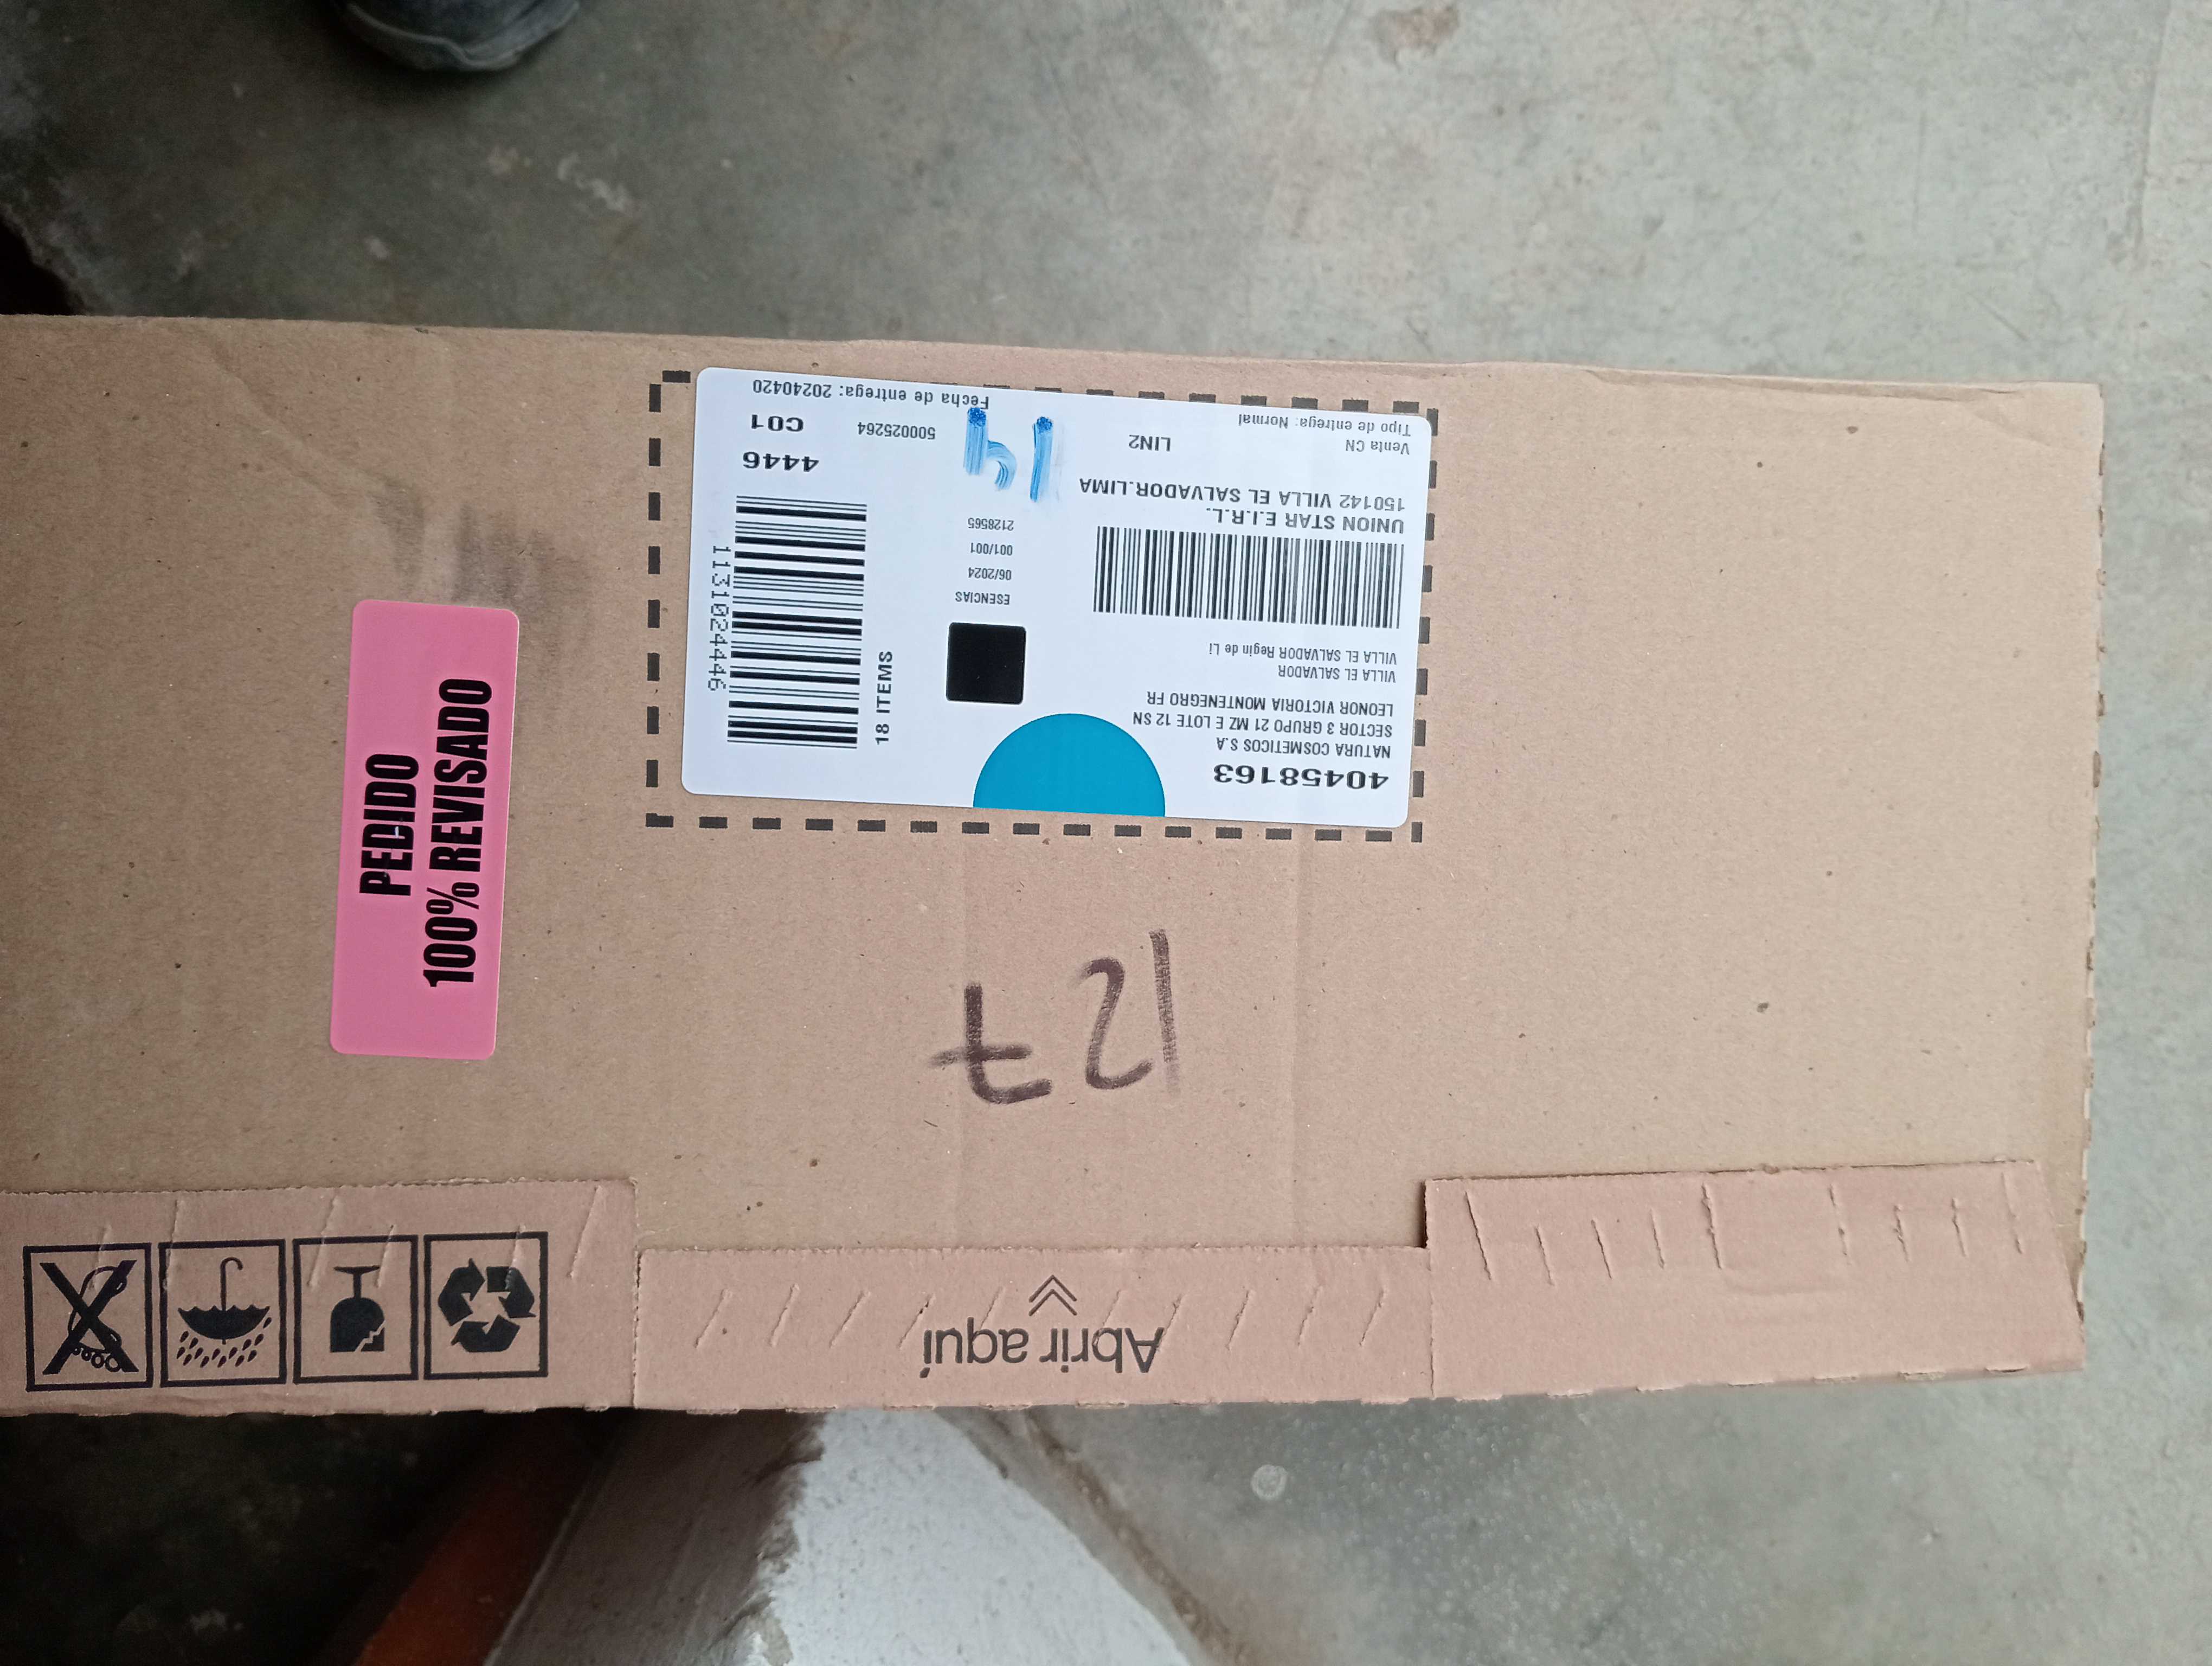 40458163
NATURA COSMETICOS S.A
SECTOR 3 GRUPO 21 MZ E LOTE 12 SN
LEONOR VICTORIA MONTENEGRO FR
VILLA EL SALVADOR
VILLA EL SALVADOR Regin de Li
UNION STAR E.I.R.L.
150142 VILLA EL SALVADOR.LIMA
Venta CN
LIN2
Tipo de entrega: Normal
ESENCIAS
06/2024
001/001
2128565
14
18 ITEMS
11310244446
4446
500025264
C01
Fecha de entrega: 20240420
PEDIDO
100% REVISADO
127
Abrir aquí